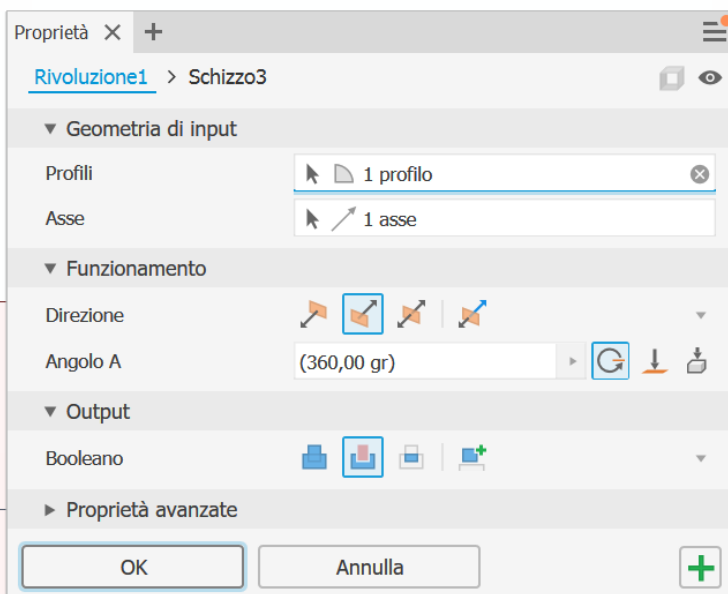 Proprietà
Rivoluzione1 > Schizzo3
Geometria di input
Profili 1 profilo
Asse 1 asse
Funzionamento
Direzione
Angolo A (360,00 gr)
Output
Booleano
Proprietà avanzate
OK Annulla